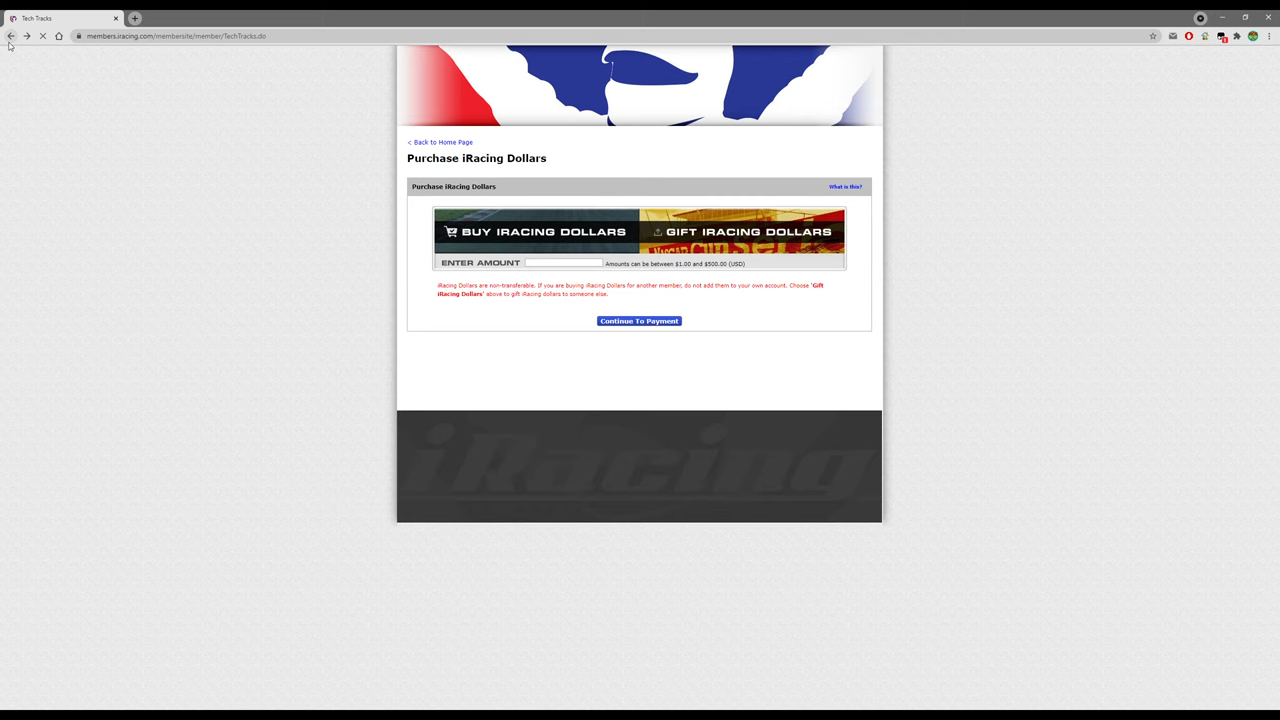 Tech Tracks
members.iracing.com/membersite/member/TechTracks.do
< Back to Home Page
Purchase iRacing Dollars
Purchase iRacing Dollars
What is this?
BUY IRACING DOLLARS
GIFT IRACING DOLLARS
ENTER AMOUNT
Amounts can be between $1.00 and $500.00 (USD)
iRacing Dollars are non-transferable. If you are buying iRacing Dollars for another member, do not add them to your own account. Choose 'Gift
iRacing Dollars' above to gift iRacing dollars to someone else.
Continue To Payment
iRacing